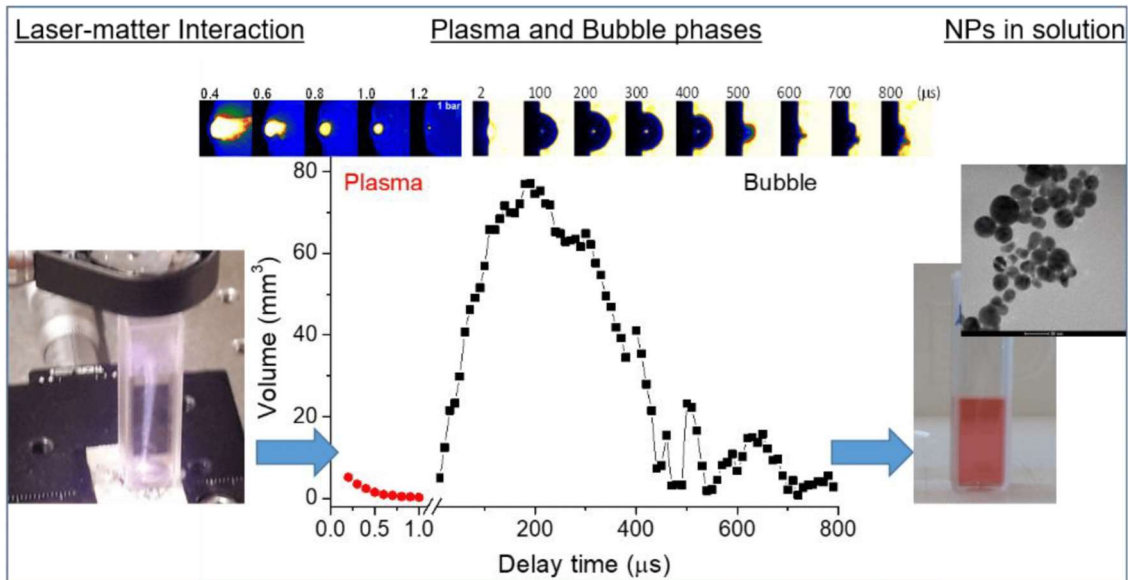 Laser-matter Interaction
Plasma and Bubble phases
NPs in solution
0.4 0.6 0.8 1.0 1.2
1 bar
2 100 200 300 400 500 600 700 800 (μs)
80
60
40
20
0
Volume (mm³)
Plasma
Bubble
0.0 0.5 1.0 200 400 600 800
Delay time (μs)